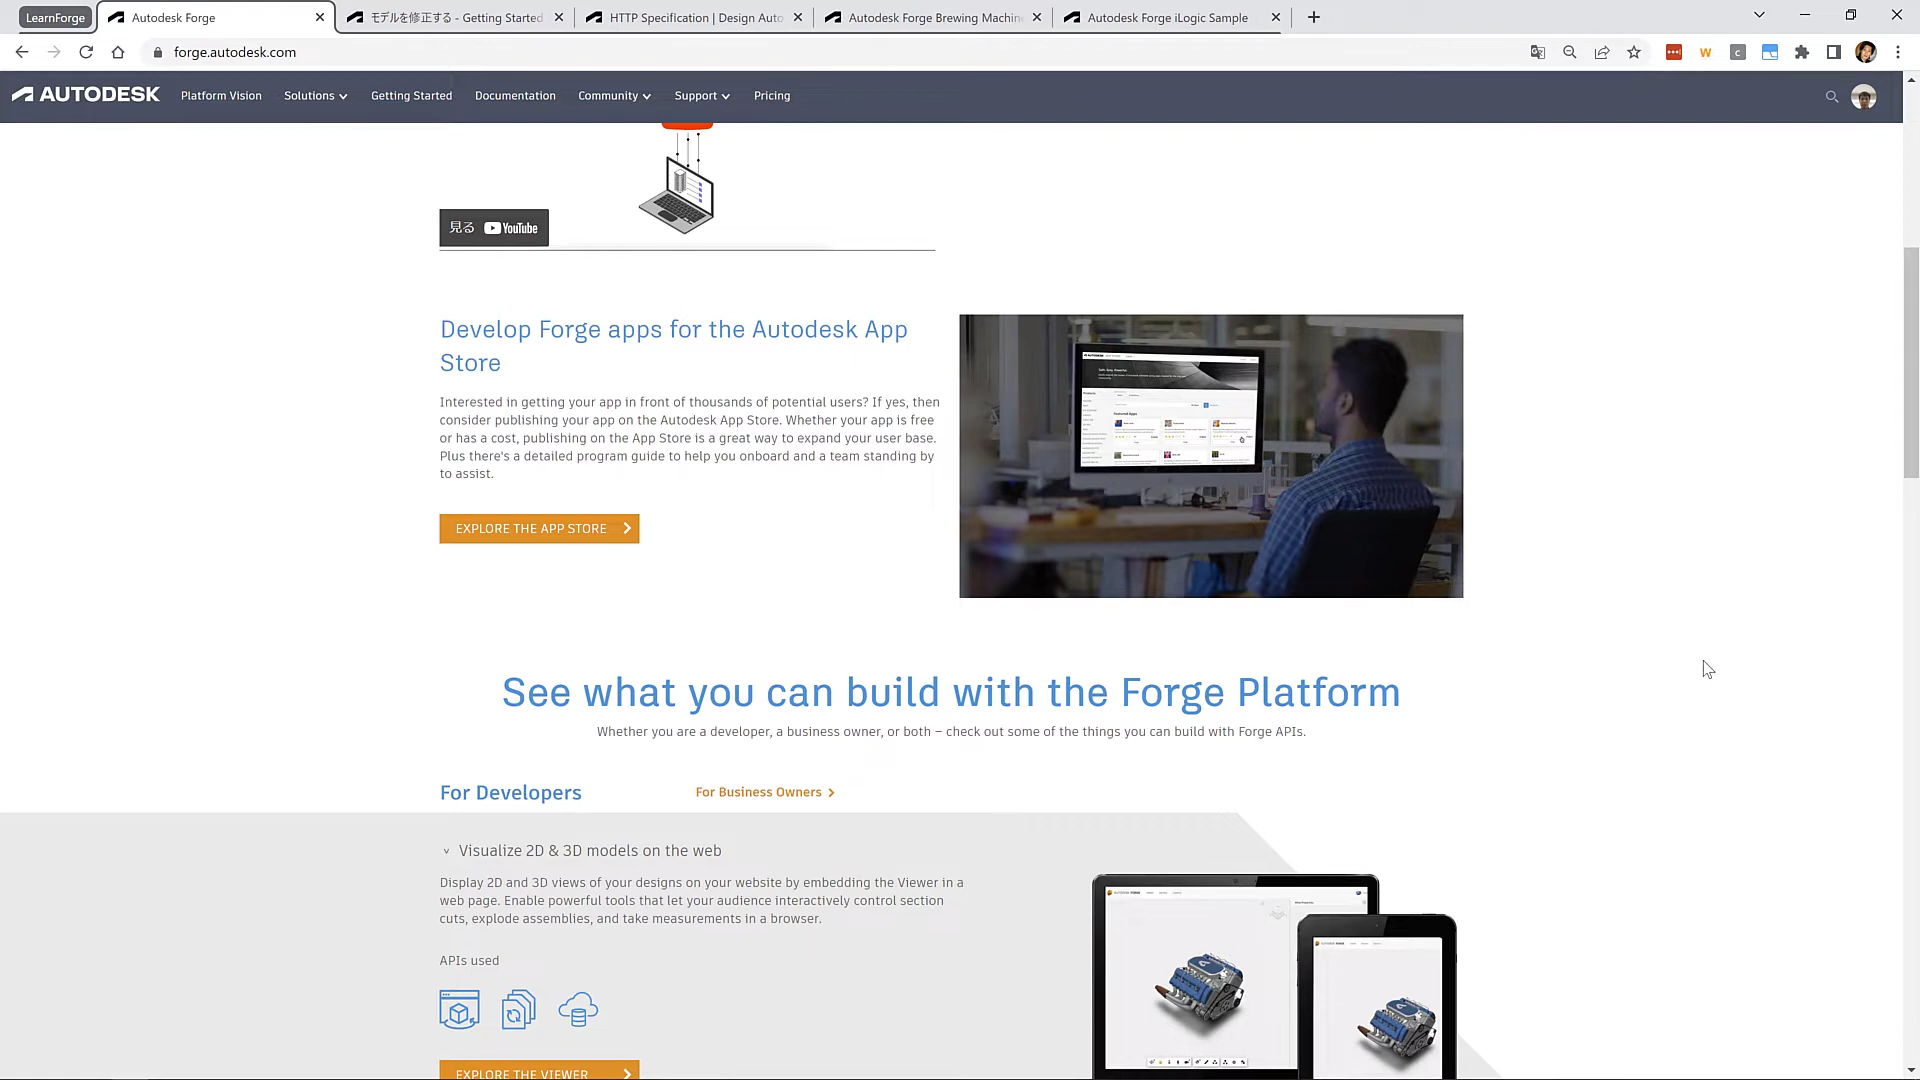 LearnForge
Autodesk Forge
モデルを修正する - Getting Started
HTTP Specification | Design Auto
Autodesk Forge Brewing Machin
Autodesk Forge iLogic Sample
forge.autodesk.com
AUTODESK
Platform Vision
Solutions
Getting Started
Documentation
Community
Support
Pricing
見る YouTube
Develop Forge apps for the Autodesk App
Store
Interested in getting your app in front of thousands of potential users? If yes, then
consider publishing your app on the Autodesk App Store. Whether your app is free
or has a cost, publishing on the App Store is a great way to expand your user base.
Plus there's a detailed program guide to help you onboard and a team standing by
to assist.
EXPLORE THE APP STORE
See what you can build with the Forge Platform
Whether you are a developer, a business owner, or both – check out some of the things you can build with Forge APIs.
For Developers
For Business Owners
Visualize 2D & 3D models on the web
Display 2D and 3D views of your designs on your website by embedding the Viewer in a
web page. Enable powerful tools that let your audience interactively control section
cuts, explode assemblies, and take measurements in a browser.
APIs used
EXPLORE THE VIEWER